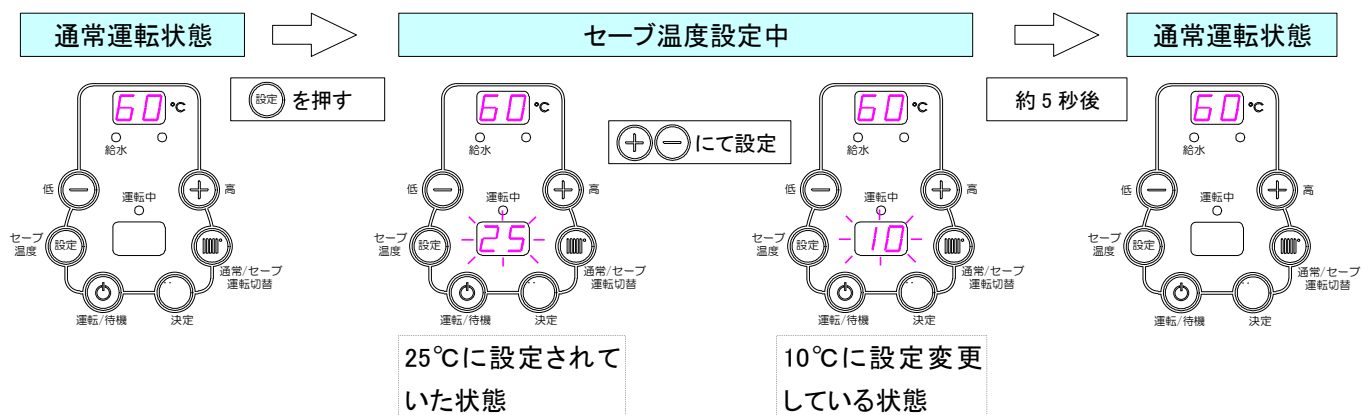 通常運転状態
セーブ温度設定中
通常運転状態
設定 を押す
＋－にて設定
約5秒後
60 ℃
給水
低
高
運転中
セーブ
温度
設定
通常/セーブ
運転切替
運転/待機
決定
60 ℃
給水
低
高
運転中
25
セーブ
温度
設定
通常/セーブ
運転切替
運転/待機
決定
60 ℃
給水
低
高
運転中
10
セーブ
温度
設定
通常/セーブ
運転切替
運転/待機
決定
60 ℃
給水
低
高
運転中
セーブ
温度
設定
通常/セーブ
運転切替
運転/待機
決定
25℃に設定されて
いた状態
10℃に設定変更
している状態